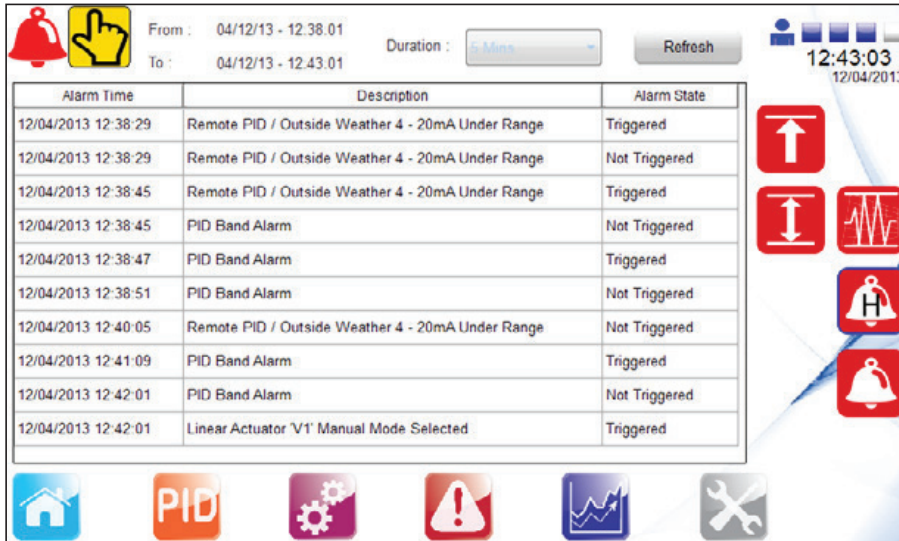 From : 04/12/13 - 12.38.01
To : 04/12/13 - 12.43.01
Duration : 5 Mins
Refresh
12:43:03
12/04/2013
Alarm Time Description Alarm State
12/04/2013 12:38:29 Remote PID / Outside Weather 4 - 20mA Under Range Triggered
12/04/2013 12:38:29 Remote PID / Outside Weather 4 - 20mA Under Range Not Triggered
12/04/2013 12:38:45 Remote PID / Outside Weather 4 - 20mA Under Range Triggered
12/04/2013 12:38:45 PID Band Alarm Not Triggered
12/04/2013 12:38:47 PID Band Alarm Triggered
12/04/2013 12:38:51 PID Band Alarm Not Triggered
12/04/2013 12:40:05 Remote PID / Outside Weather 4 - 20mA Under Range Not Triggered
12/04/2013 12:41:09 PID Band Alarm Triggered
12/04/2013 12:42:01 PID Band Alarm Not Triggered
12/04/2013 12:42:01 Linear Actuator 'V1' Manual Mode Selected Triggered
H
PID